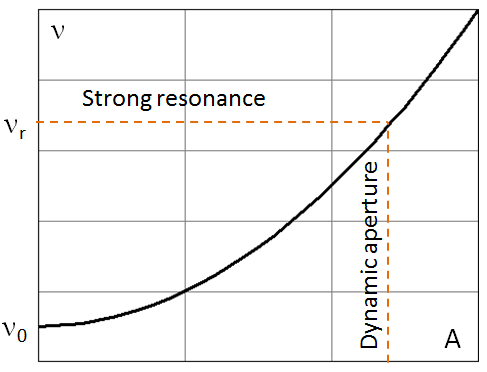 ν
Strong resonance
νr
Dynamic aperture
ν0
A